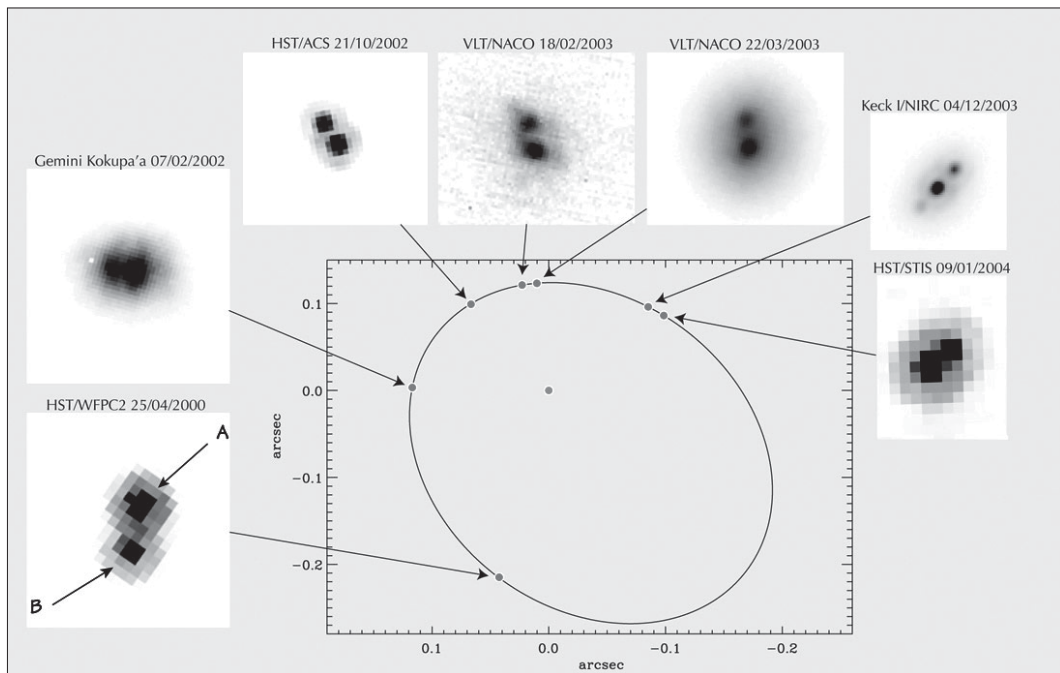 HST/ACS 21/10/2002
VLT/NACO 18/02/2003
VLT/NACO 22/03/2003
Keck I/NIRC 04/12/2003
Gemini Kokupa’a 07/02/2002
HST/STIS 09/01/2004
HST/WFPC2 25/04/2000
A
B
0.1
0.0
−0.1
−0.2
arcsec
0.1
0.0
−0.1
−0.2
arcsec